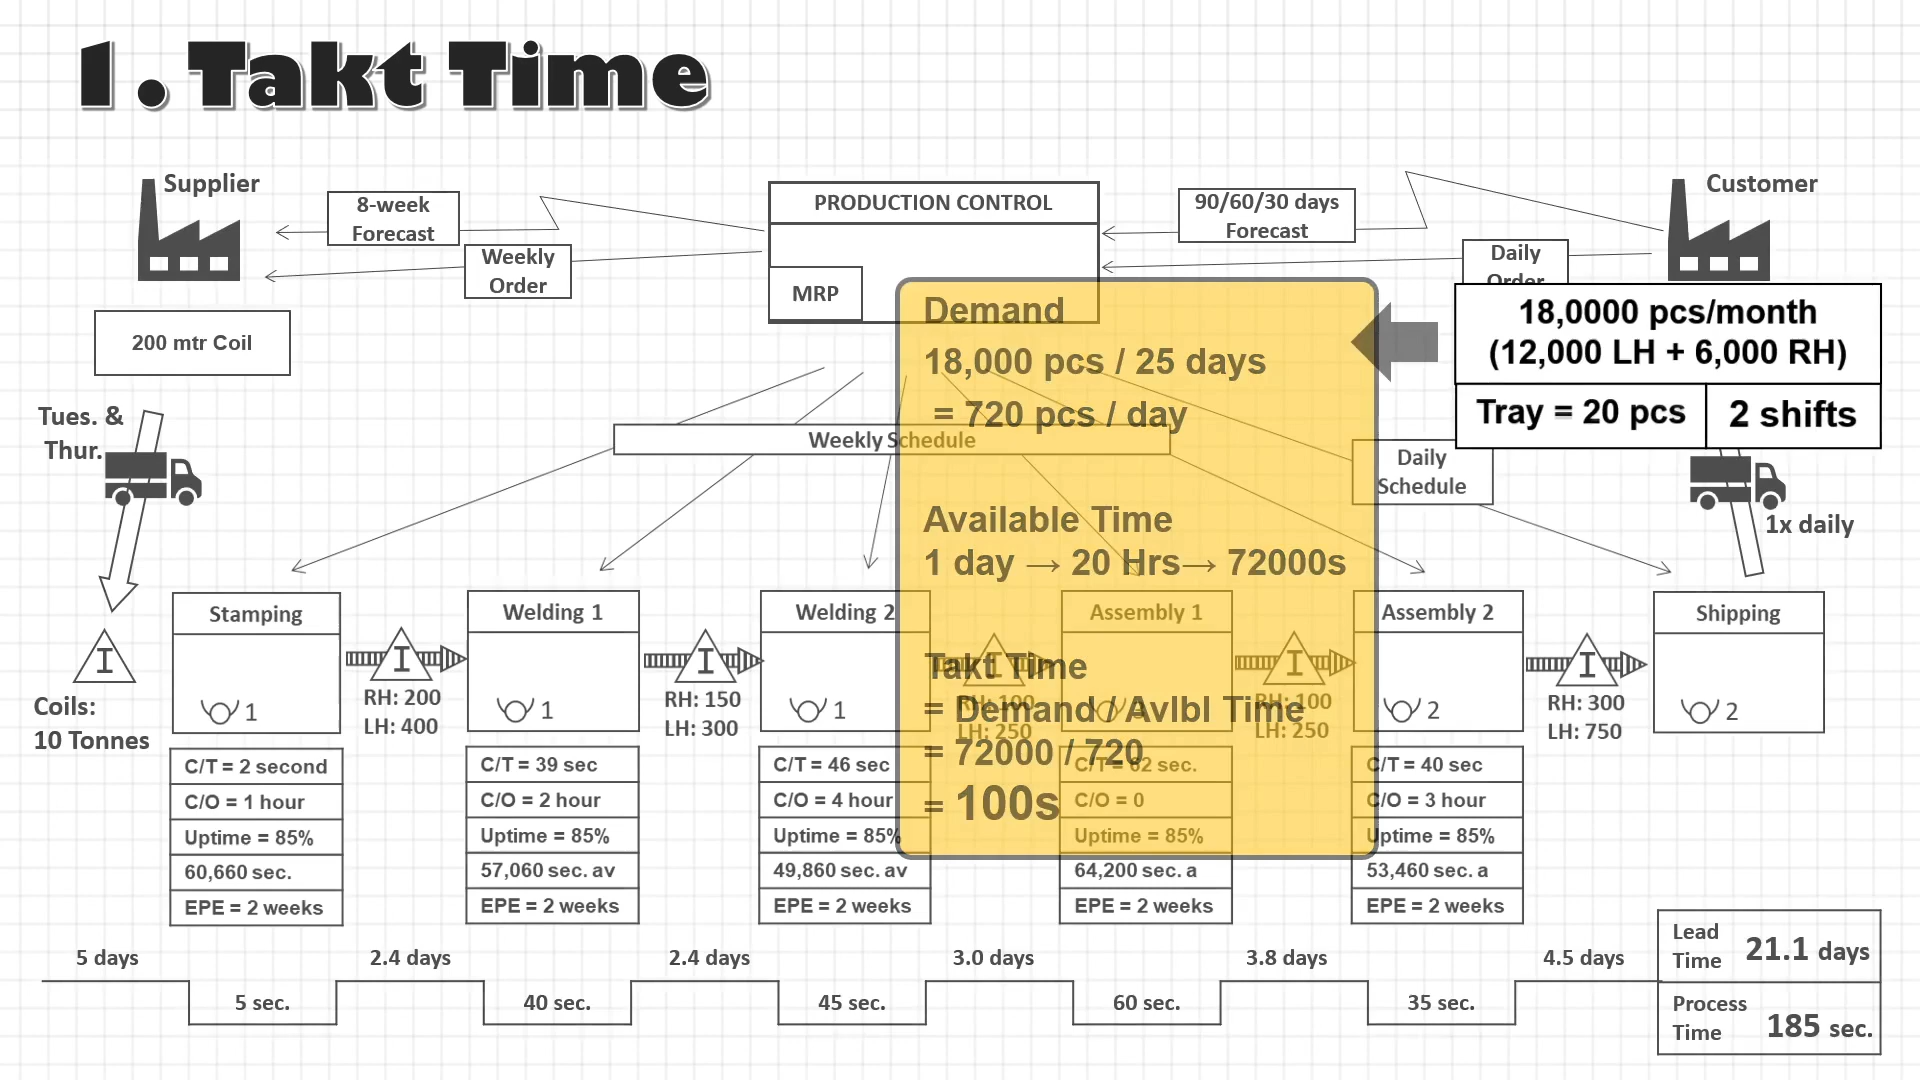 1. Takt Time
Supplier
8-week
Forecast
Weekly
Order
PRODUCTION CONTROL
MRP
90/60/30 days
Forecast
Daily
Order
Customer
200 mtr Coil
18,0000 pcs/month
(12,000 LH + 6,000 RH)
Tray = 20 pcs
2 shifts
Demand
18,000 pcs / 25 days
= 720 pcs / day
Available Time
1 day → 20 Hrs→ 72000s
Takt Time
= Demand / Avlbl Time
= 72000 / 720
= 100s
Tues. &
Thur.
Weekly Schedule
Daily
Schedule
1x daily
I
Coils:
10 Tonnes
Stamping
1
C/T = 2 second
C/O = 1 hour
Uptime = 85%
60,660 sec.
EPE = 2 weeks
I
RH: 200
LH: 400
Welding 1
1
C/T = 39 sec
C/O = 2 hour
Uptime = 85%
57,060 sec. av
EPE = 2 weeks
I
RH: 150
LH: 300
Welding 2
1
C/T = 46 sec
C/O = 4 hour
Uptime = 85%
49,860 sec. av
EPE = 2 weeks
I
RH: 100
LH: 250
Assembly 1
C/T = 62 sec.
C/O = 0
Uptime = 85%
64,200 sec. a
EPE = 2 weeks
I
RH: 100
LH: 250
Assembly 2
2
C/T = 40 sec
C/O = 3 hour
Uptime = 85%
53,460 sec. a
EPE = 2 weeks
I
RH: 300
LH: 750
Shipping
2
5 days
5 sec.
2.4 days
40 sec.
2.4 days
45 sec.
3.0 days
60 sec.
3.8 days
35 sec.
4.5 days
Lead
Time
21.1 days
Process
Time
185 sec.